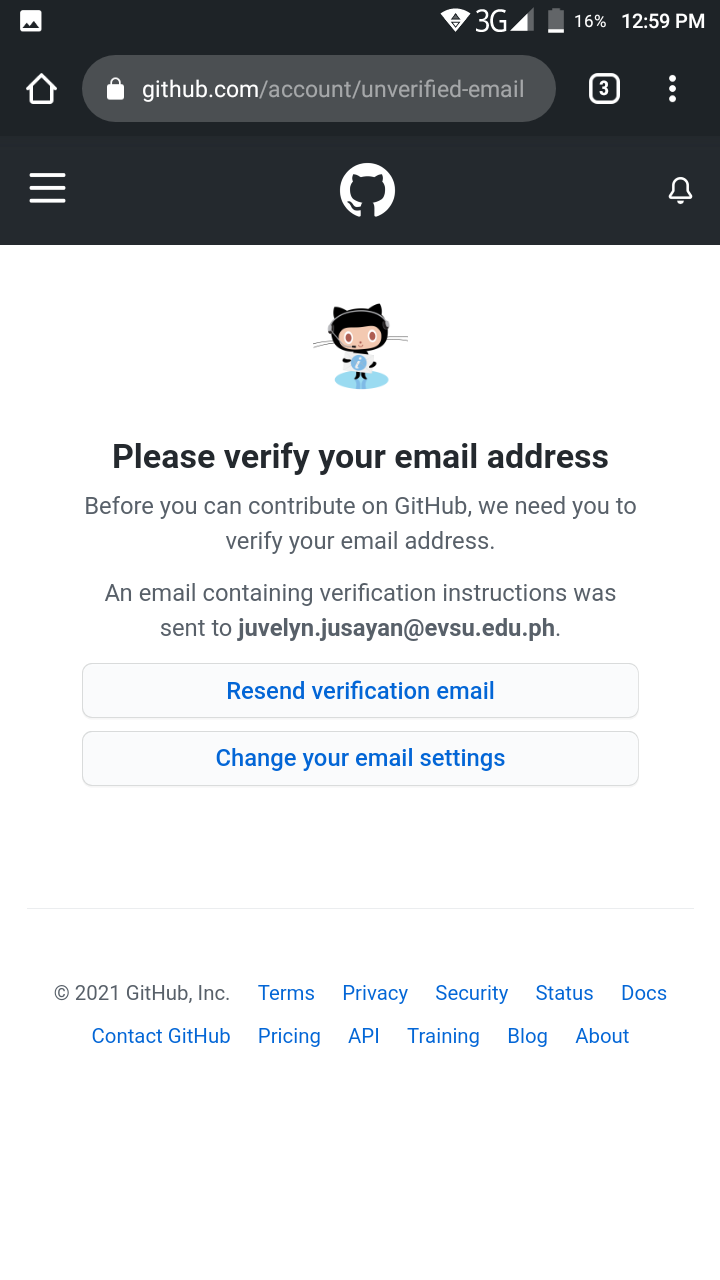 3G 16% 12:59 PM
github.com/account/unverified-email 3
Please verify your email address
Before you can contribute on GitHub, we need you to
verify your email address.
An email containing verification instructions was
sent to juvelyn.jusayan@evsu.edu.ph.
Resend verification email
Change your email settings
© 2021 GitHub, Inc. Terms Privacy Security Status Docs
Contact GitHub Pricing API Training Blog About